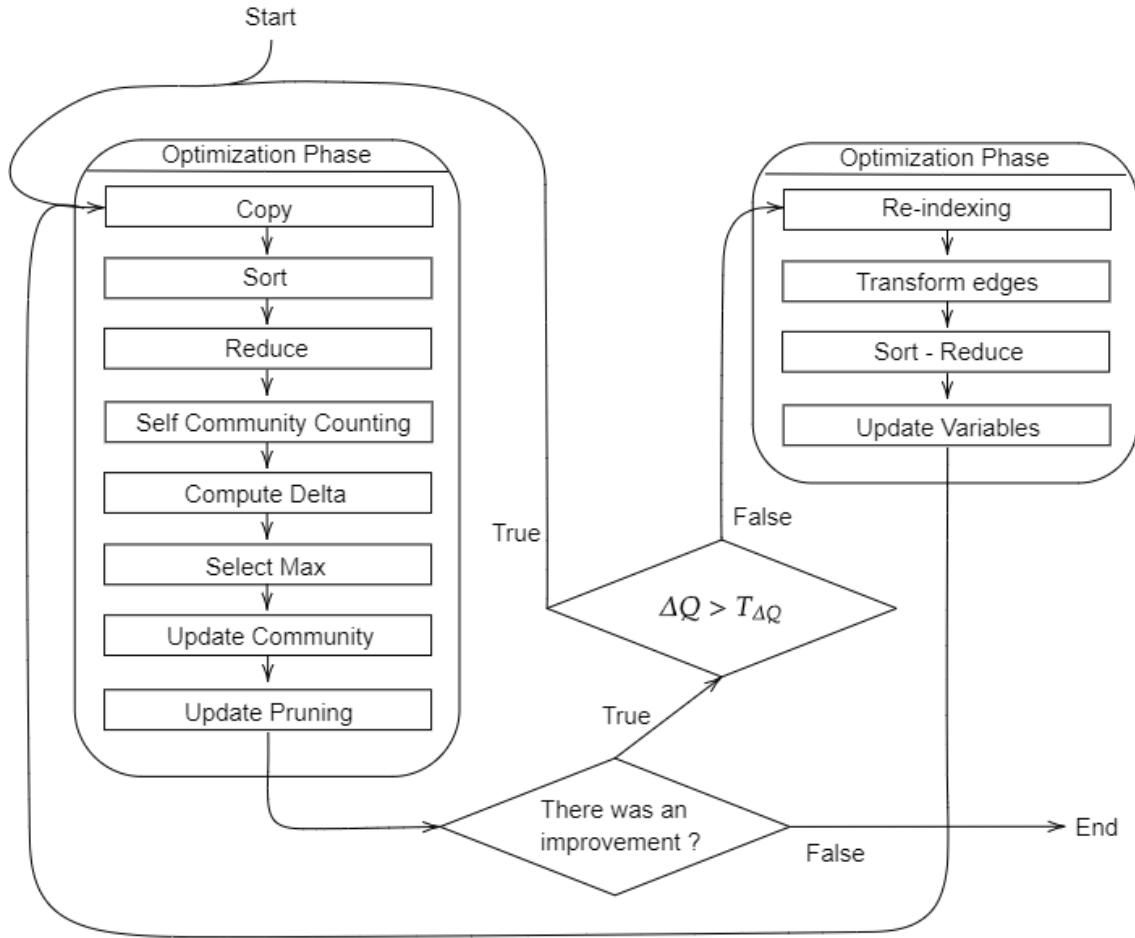 Start
Optimization Phase
Copy
Sort
Reduce
Self Community Counting
Compute Delta
Select Max
Update Community
Update Pruning
Optimization Phase
Re-indexing
Transform edges
Sort - Reduce
Update Variables
True
False
ΔQ > T_ΔQ
True
There was an
improvement ?
False
End